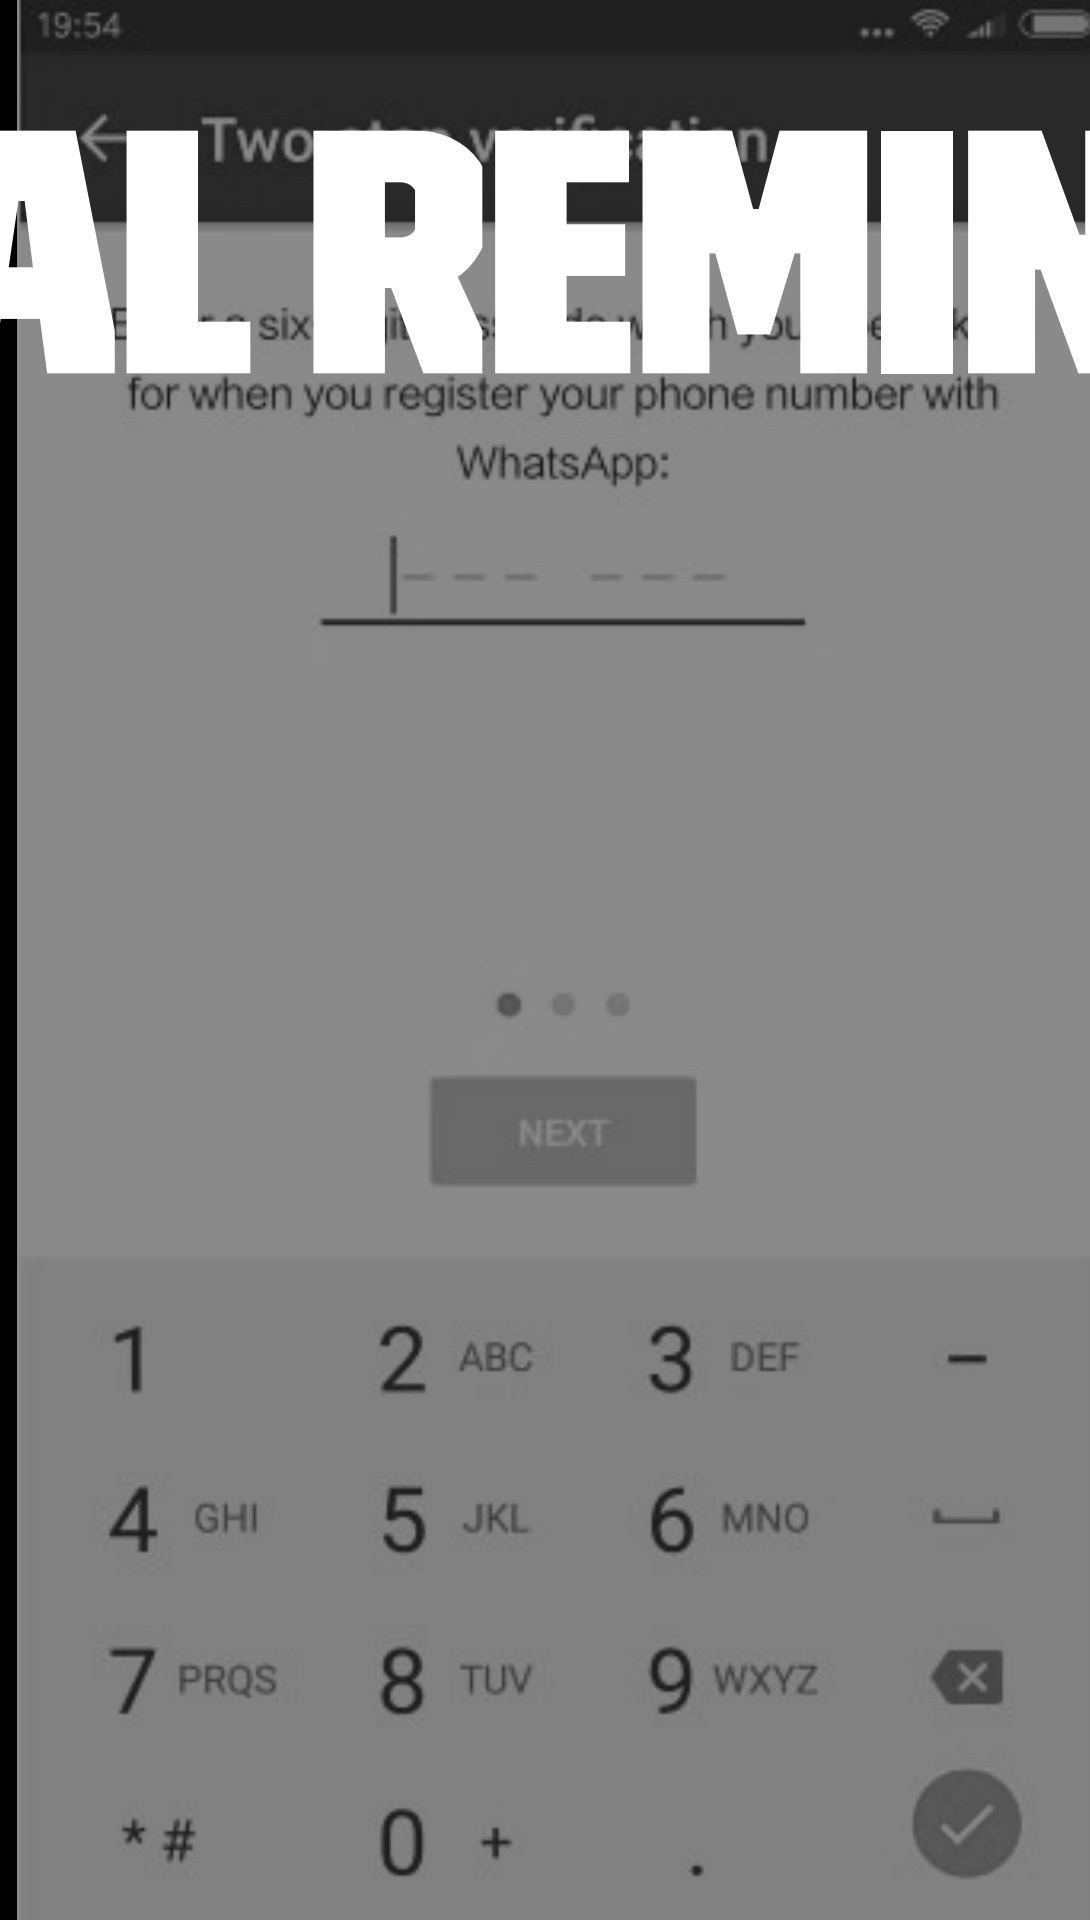 19:54
AL REMIN
Two verification
six
for when you register your phone number with
WhatsApp:
NEXT
1 2 ABC 3 DEF –
4 GHI 5 JKL 6 MNO
7 PRQS 8 TUV 9 WXYZ
* # 0 + .